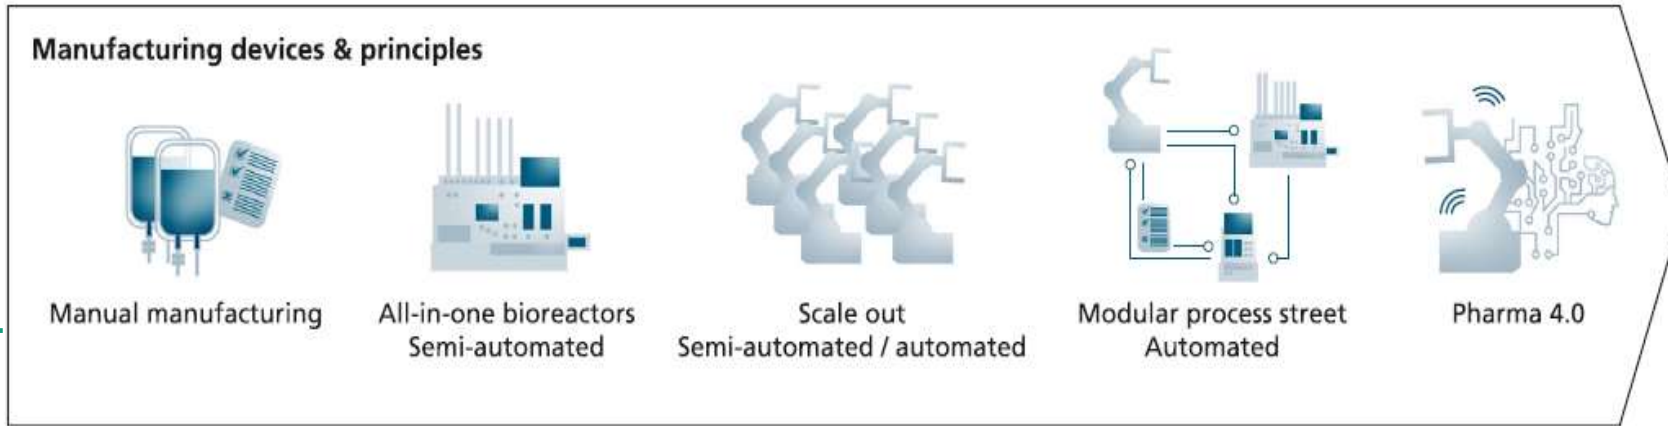 Manufacturing devices & principles
Manual manufacturing
All-in-one bioreactors
Semi-automated
Scale out
Semi-automated / automated
Modular process street
Automated
Pharma 4.0